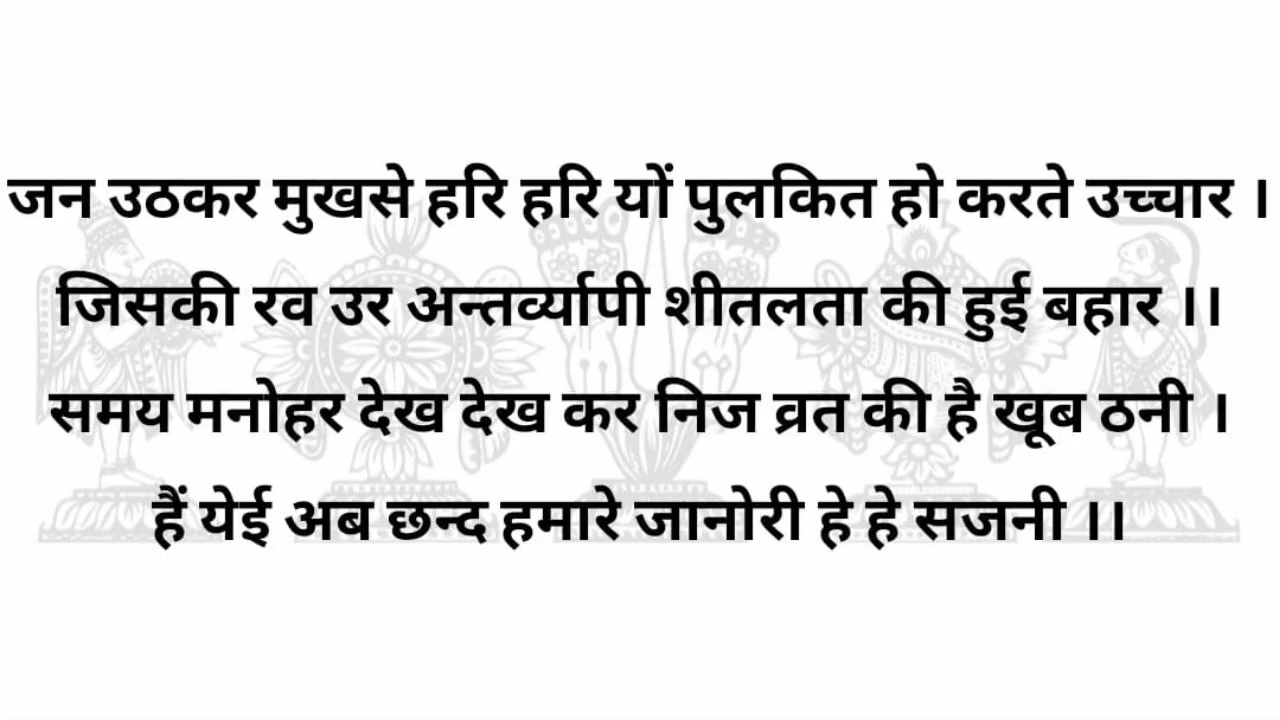 जन उठकर मुखसे हरि हरि यों पुलकित हो करते उच्चार ।
जिसकी रव उर अन्तर्व्यापी शीतलता की हुई बहार ।।
समय मनोहर देख देख कर निज व्रत की है खूब ठनी ।
हैं येई अब छन्द हमारे जानोरी हे हे सजनी ।।